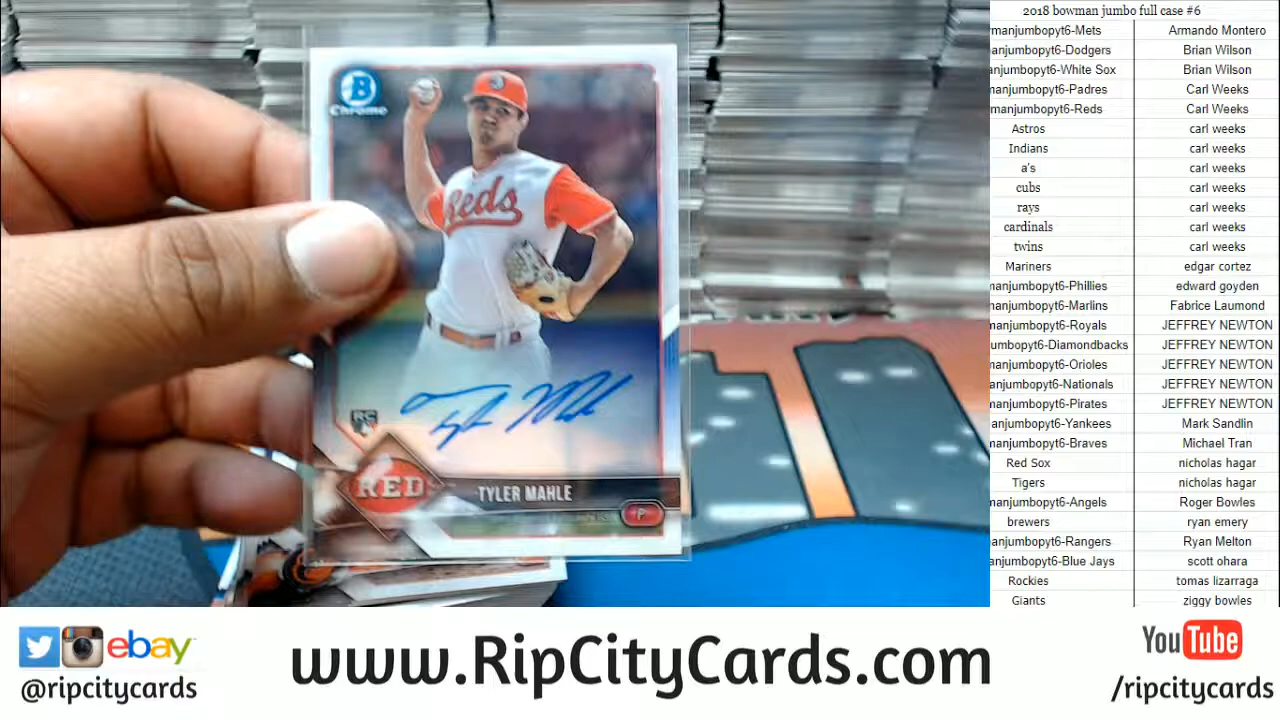 B
Chrome
Reds
Tyler Mahle
RC
RED
TYLER MAHLE
P
2018 bowman jumbo full case #6
manjumbopyt6-Mets Armando Montero
anjumbopyt6-Dodgers Brian Wilson
anjumbopyt6-White Sox Brian Wilson
manjumbopyt6-Padres Carl Weeks
manjumbopyt6-Reds Carl Weeks
Astros carl weeks
Indians carl weeks
a's carl weeks
cubs carl weeks
rays carl weeks
cardinals carl weeks
twins carl weeks
Mariners edgar cortez
manjumbopyt6-Phillies edward goyden
manjumbopyt6-Marlins Fabrice Laumond
manjumbopyt6-Royals JEFFREY NEWTON
umbopyt6-Diamondbacks JEFFREY NEWTON
anjumbopyt6-Orioles JEFFREY NEWTON
anjumbopyt6-Nationals JEFFREY NEWTON
manjumbopyt6-Pirates JEFFREY NEWTON
manjumbopyt6-Yankees Mark Sandlin
manjumbopyt6-Braves Michael Tran
Red Sox nicholas hagar
Tigers nicholas hagar
manjumbopyt6-Angels Roger Bowles
brewers ryan emery
manjumbopyt6-Rangers Ryan Melton
anjumbopyt6-Blue Jays scott ohara
Rockies tomas lizarraga
Giants ziggy bowles
ebay
@ripcitycards
www.RipCityCards.com
YouTube
/ripcitycards